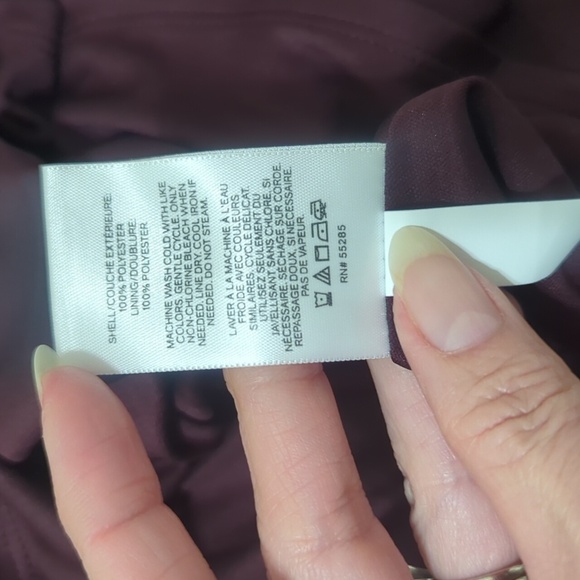 SHELL/COUCHE EXTÉRIEURE:
100% POLYESTER
LINING/DOUBLURE:
100% POLYESTER
MACHINE WASH COLD WITH LIKE
COLORS, GENTLE CYCLE. ONLY
NON-CHLORINE BLEACH WHEN
NEEDED. LINE DRY. COOL IRON IF
NEEDED. DO NOT STEAM.
LAVER À LA MACHINE À L'EAU
FROIDE AVEC COULEURS
SIMILAIRES, CYCLE DÉLICAT.
UTILISEZ SEULEMENT DU
JAVELLISANT SANS CHLORE, SI
NÉCESSAIRE. SUCHAGE SUR CORDE.
REPASSAGE DOUX, SI NÉCESSAIRE.
PAS DE VAPEUR.
RN# 55285